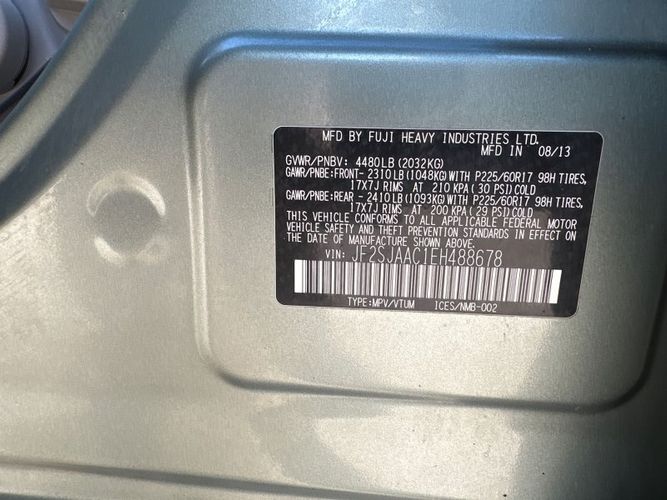 MFD BY FUJI HEAVY INDUSTRIES LTD.
MFD IN 08/13
GVWR/PNBV: 4480LB(2032KG)
GAWR/PNBE:FRONT-2310LB(1048KG)WITH P225/60R17 98H TIRES,
17X7J RIMS AT 210 KPA(30 PSI)COLD
GAWR/PNBE:REAR -2410LB(1093KG)WITH P225/60R17 98H TIRES,
17X7J RIMS AT 200 KPA(29 PSI)COLD
THIS VEHICLE CONFORMS TO ALL APPLICABLE FEDERAL MOTOR
VEHICLE SAFETY AND THEFT PREVENTION STANDARDS IN EFFECT ON
THE DATE OF MANUFACTURE SHOWN ABOVE.
VIN: JF2SJAAC1EH488678
TYPE:MPV/VTUM ICES/NMB-002